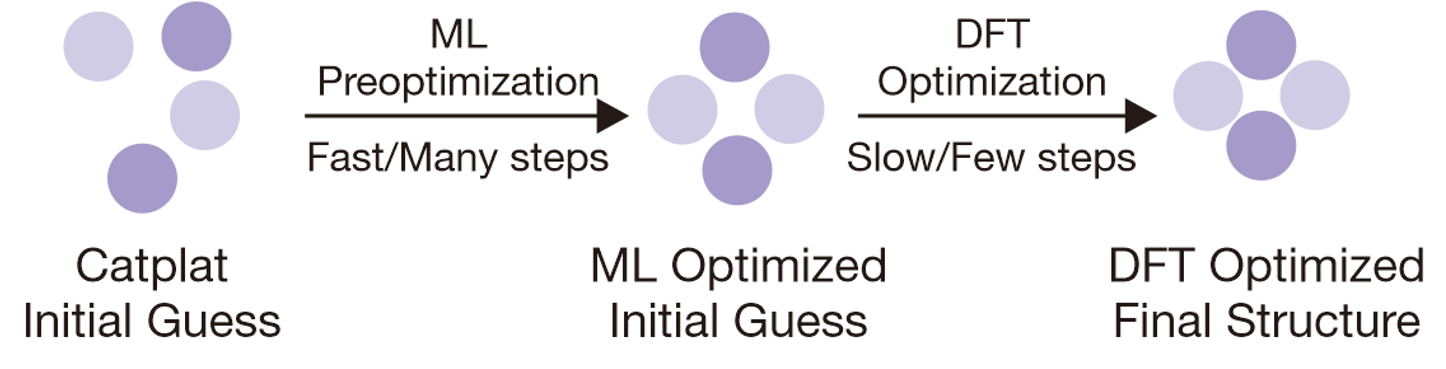 ML
Preoptimization
Fast/Many steps
DFT
Optimization
Slow/Few steps
Catplat
Initial Guess
ML Optimized
Initial Guess
DFT Optimized
Final Structure